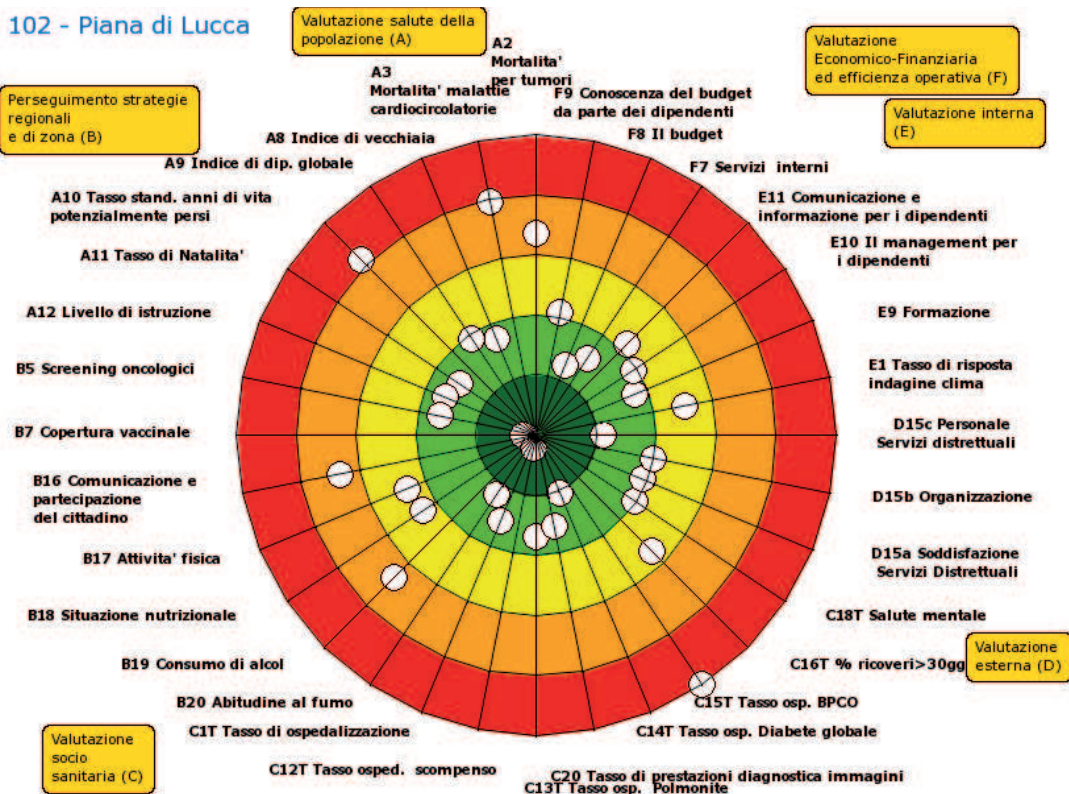 102 - Piana di Lucca
Valutazione salute della
popolazione (A)
A2
Mortalita'
per tumori
A3
Mortalita' malattie
cardiocircolatorie
F9 Conoscenza del budget
da parte dei dipendenti
Valutazione
Economico-Finanziaria
ed efficienza operativa (F)
Perseguimento strategie
regionali
e di zona (B)
Valutazione interna
(E)
A8 Indice di vecchiaia
F8 Il budget
A9 Indice di dip. globale
F7 Servizi interni
A10 Tasso stand. anni di vita
potenzialmente persi
E11 Comunicazione e
informazione per i dipendenti
A11 Tasso di Natalita'
E10 Il management per
i dipendenti
A12 Livello di istruzione
E9 Formazione
B5 Screening oncologici
E1 Tasso di risposta
indagine clima
B7 Copertura vaccinale
D15c Personale
Servizi distrettuali
B16 Comunicazione e
partecipazione
del cittadino
D15b Organizzazione
B17 Attivita' fisica
D15a Soddisfazione
Servizi Distrettuali
B18 Situazione nutrizionale
C18T Salute mentale
B19 Consumo di alcol
C16T % ricoveri>30gg
Valutazione
esterna (D)
B20 Abitudine al fumo
C15T Tasso osp. BPCO
C1T Tasso di ospedalizzazione
C14T Tasso osp. Diabete globale
Valutazione
socio
sanitaria (C)
C12T Tasso osped. scompenso
C20 Tasso di prestazioni diagnostica immagini
C13T Tasso osp. Polmonite